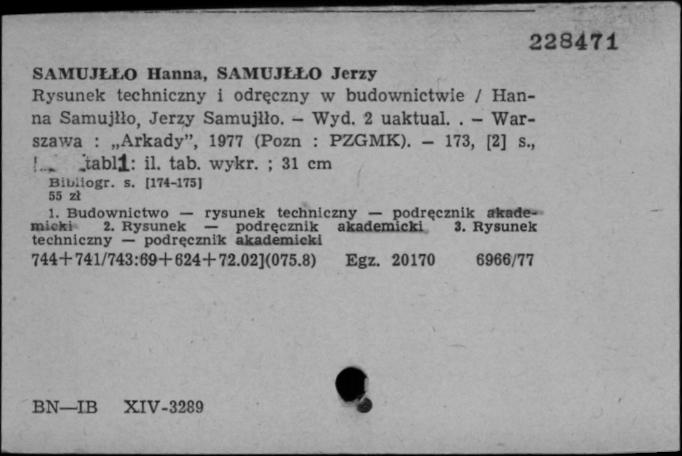 228471
SAMUJŁŁO Hanna, SAMUJŁŁO Jerzy
Rysunek techniczny i odręczny w budownictwie / Han-
na Samujłło, Jerzy Samujłło. — Wyd. 2 uaktual. . — War-
szawa : „Arkady”, 1977 (Pozn : PZGMK). — 173, [2] s.,
tabl1: il. tab. wykr. ; 31 cm
Bibliogr. s. [174-175]
55 zł
1. Budownictwo — rysunek techniczny — podręcznik akade-
micki 2. Rysunek — podręcznik akademicki 3. Rysunek
techniczny — podręcznik akademicki
744+741/743:69+624+72.02](075.8) Egz. 20170 6966/77
BN—IB XIV-3289